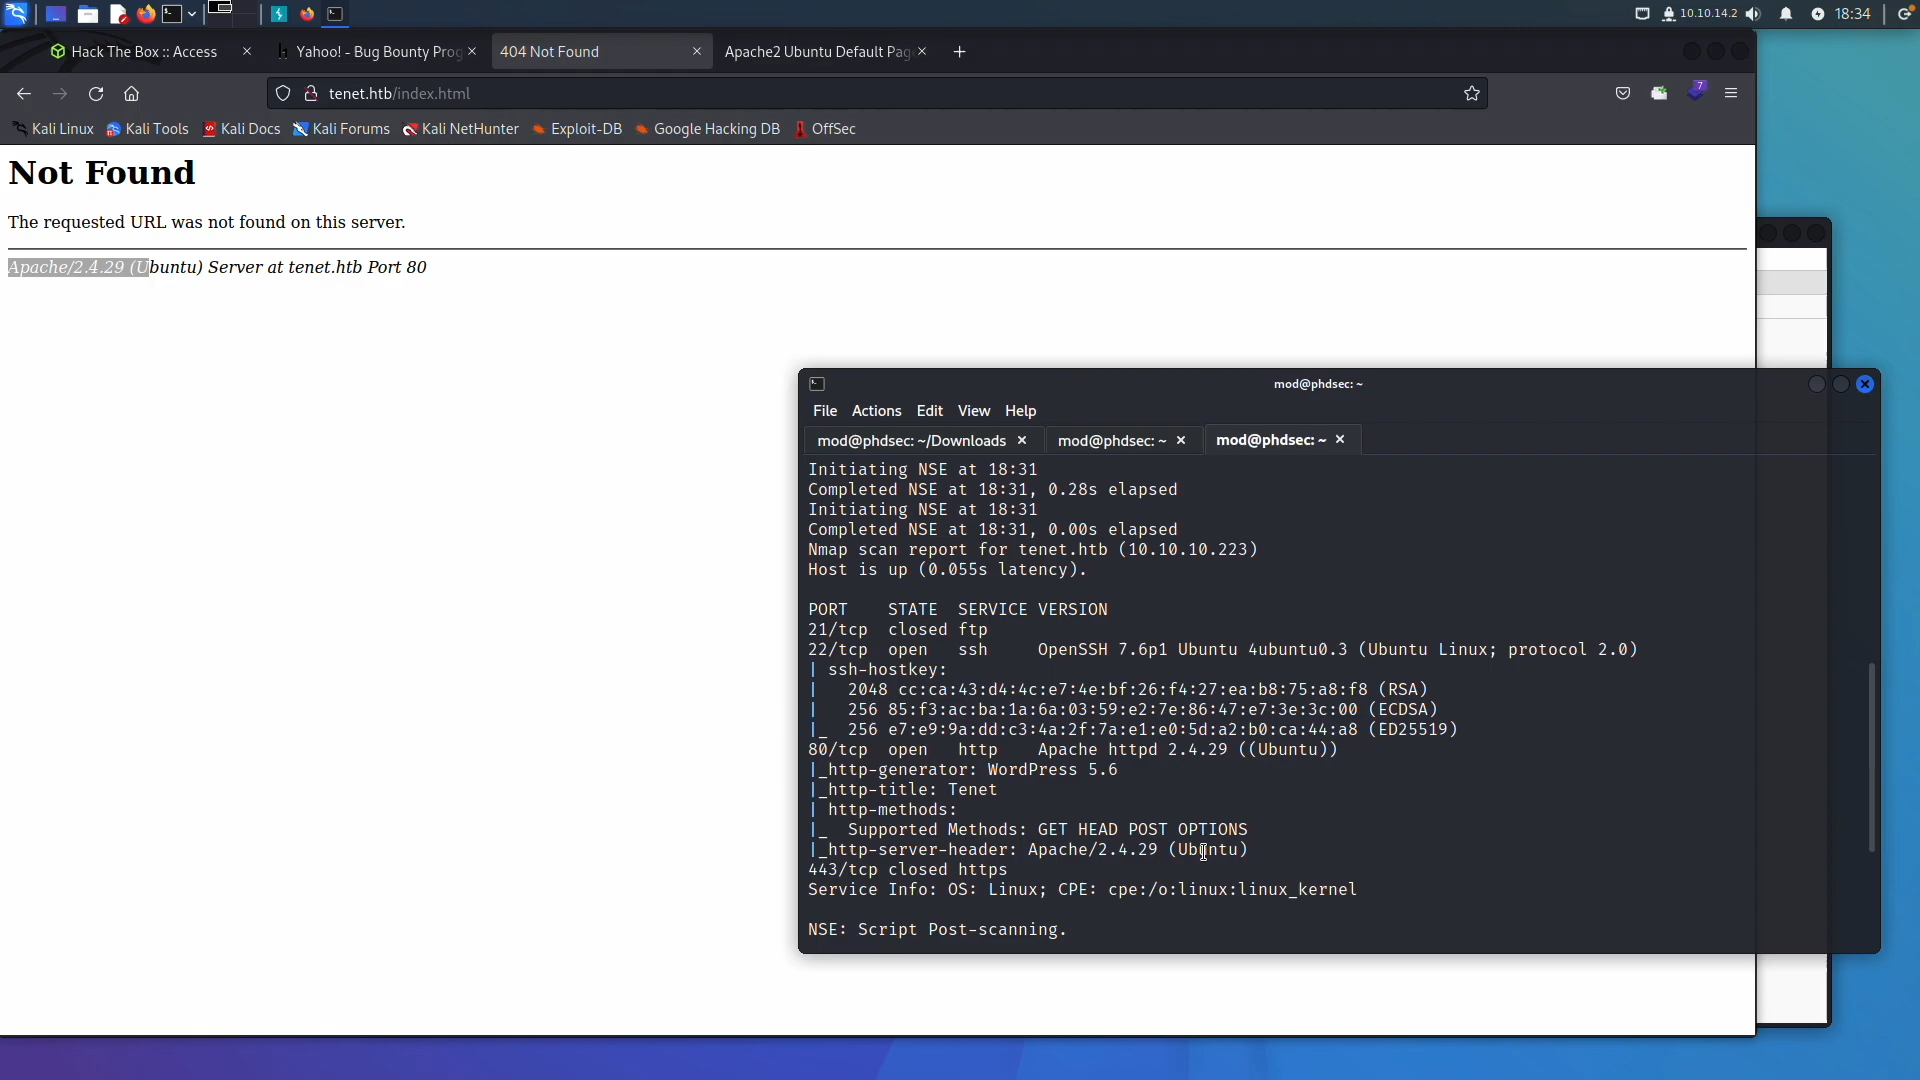 10.10.14.2
18:34
Hack The Box :: Access
Yahoo! - Bug Bounty Prog
404 Not Found
Apache2 Ubuntu Default Pag
tenet.htb/index.html
7
Kali Linux
Kali Tools
Kali Docs
Kali Forums
Kali NetHunter
Exploit-DB
Google Hacking DB
OffSec
Not Found
The requested URL was not found on this server.
Apache/2.4.29 (Ubuntu) Server at tenet.htb Port 80
mod@phdsec: ~
File Actions Edit View Help
mod@phdsec: ~/Downloads
mod@phdsec: ~
mod@phdsec: ~
Initiating NSE at 18:31
Completed NSE at 18:31, 0.28s elapsed
Initiating NSE at 18:31
Completed NSE at 18:31, 0.00s elapsed
Nmap scan report for tenet.htb (10.10.10.223)
Host is up (0.055s latency).
PORT    STATE  SERVICE VERSION
21/tcp  closed ftp
22/tcp  open   ssh     OpenSSH 7.6p1 Ubuntu 4ubuntu0.3 (Ubuntu Linux; protocol 2.0)
| ssh-hostkey:
|   2048 cc:ca:43:d4:4c:e7:4e:bf:26:f4:27:ea:b8:75:a8:f8 (RSA)
|   256 85:f3:ac:ba:1a:6a:03:59:e2:7e:86:47:e7:3e:3c:00 (ECDSA)
|_  256 e7:e9:9a:dd:c3:4a:2f:7a:e1:e0:5d:a2:b0:ca:44:a8 (ED25519)
80/tcp  open   http    Apache httpd 2.4.29 ((Ubuntu))
|_http-generator: WordPress 5.6
|_http-title: Tenet
| http-methods:
|_  Supported Methods: GET HEAD POST OPTIONS
|_http-server-header: Apache/2.4.29 (Ubuntu)
443/tcp closed https
Service Info: OS: Linux; CPE: cpe:/o:linux:linux_kernel
NSE: Script Post-scanning.